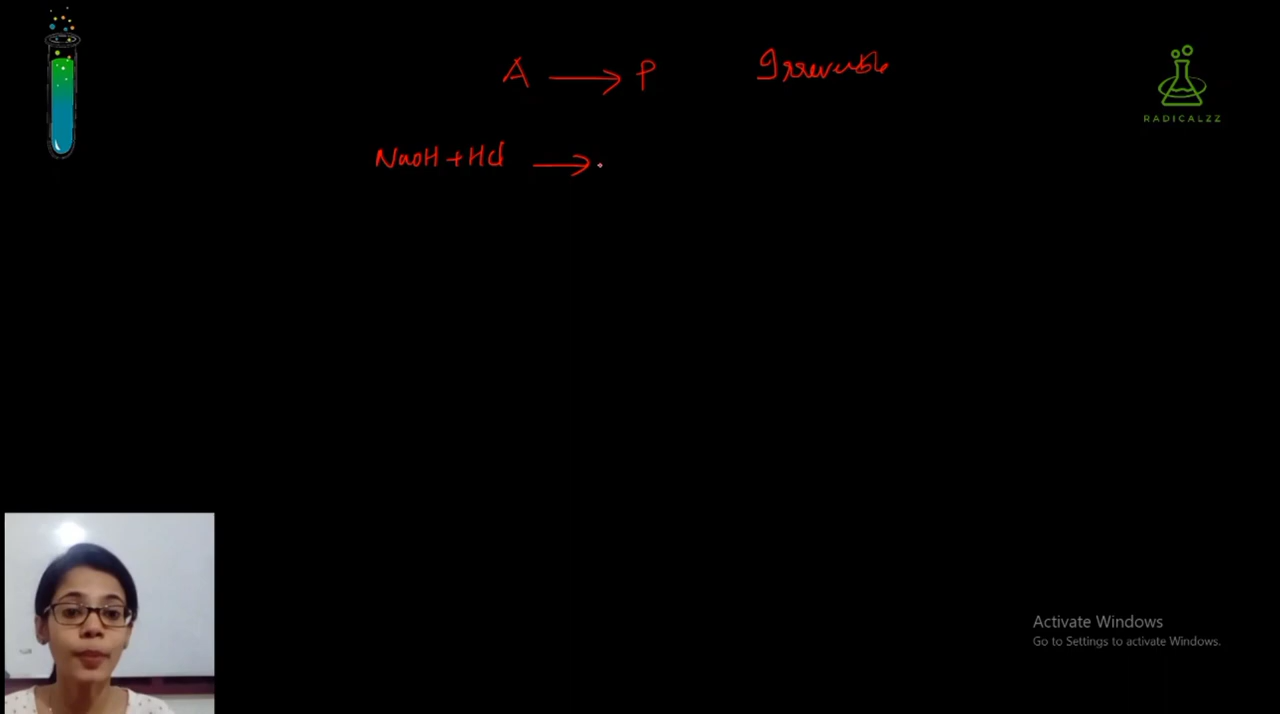 A → P Irreversible
RADICALZZ
NaOH + HCl →
Activate Windows
Go to Settings to activate Windows.